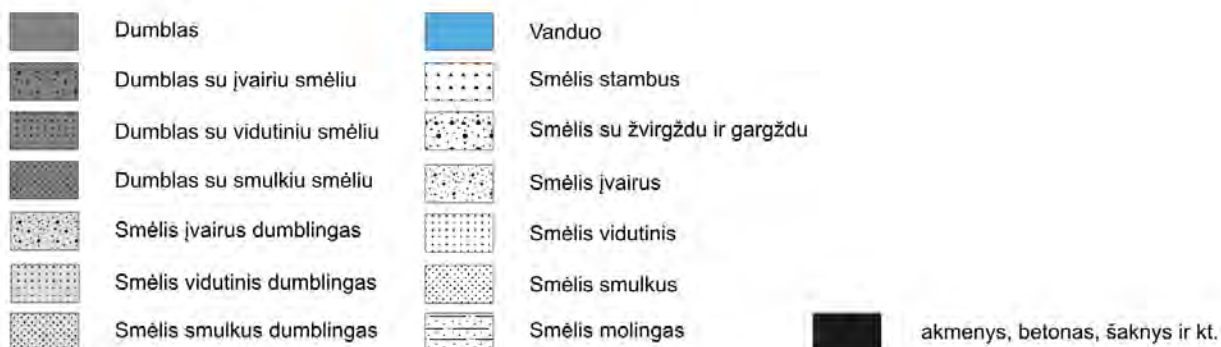 Dumblas
Dumblas su įvairiu smėliu
Dumblas su vidutiniu smėliu
Dumblas su smulkiu smėliu
Smėlis įvairus dumblingas
Smėlis vidutinis dumblingas
Smėlis smulkus dumblingas
Vanduo
Smėlis stambus
Smėlis su žvirgždu ir gargždu
Smėlis įvairus
Smėlis vidutinis
Smėlis smulkus
Smėlis molingas
akmenys, betonas, šaknys ir kt.